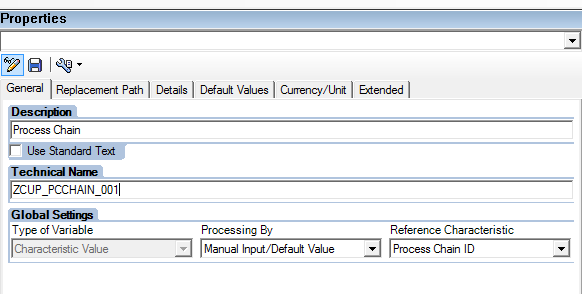 Properties
General Replacement Path Details Default Values Currency/Unit Extended
Description
Process Chain
Use Standard Text
Technical Name
ZCUP_PCCHAIN_001
Global Settings
Type of Variable Processing By Reference Characteristic
Characteristic Value Manual Input/Default Value Process Chain ID